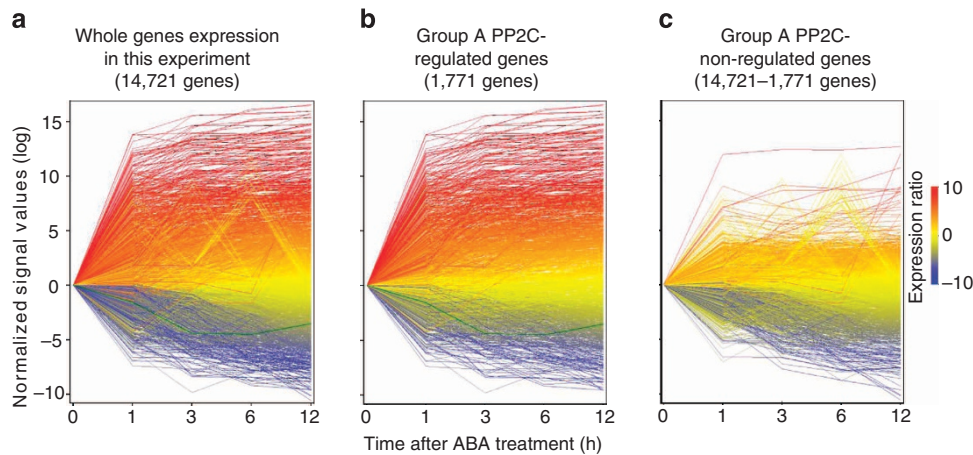 a
Whole genes expression
in this experiment
(14,721 genes)
b
Group A PP2C-
regulated genes
(1,771 genes)
c
Group A PP2C-
non-regulated genes
(14,721–1,771 genes)
Normalized signal values (log)
15
10
5
0
−5
−10
0 1 3 6 12
0 1 3 6 12
0 1 3 6 12
Time after ABA treatment (h)
Expression ratio
10
0
−10